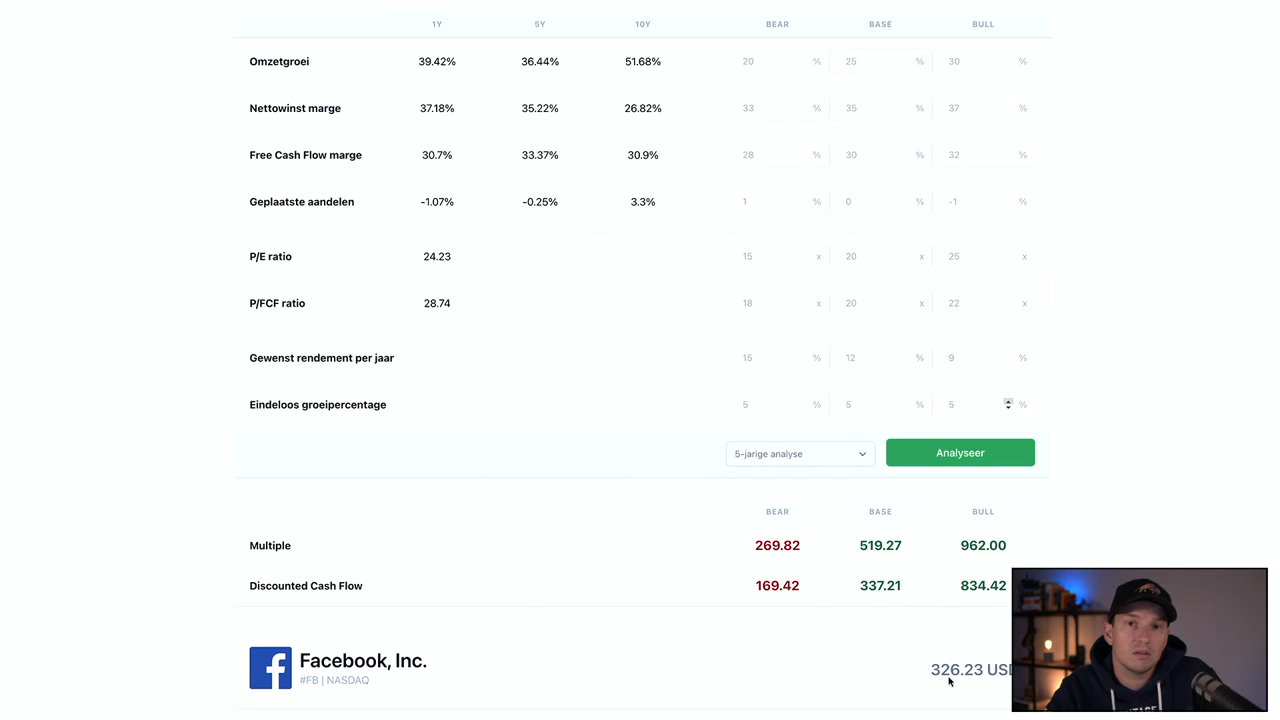 1Y 5Y 10Y BEAR BASE BULL
Omzetgroei 39.42% 36.44% 51.68% 20 % 25 % 30 %
Nettowinst marge 37.18% 35.22% 26.82% 33 % 35 % 37 %
Free Cash Flow marge 30.7% 33.37% 30.9% 28 % 30 % 32 %
Geplaatste aandelen -1.07% -0.25% 3.3% 1 % 0 % -1 %
P/E ratio 24.23 15 x 20 x 25 x
P/FCF ratio 28.74 18 x 20 x 22 x
Gewenst rendement per jaar 15 % 12 % 9 %
Eindeloos groeipercentage 5 % 5 % 5 %
5-jarige analyse Analyseer
BEAR BASE BULL
Multiple 269.82 519.27 962.00
Discounted Cash Flow 169.42 337.21 834.42
Facebook, Inc.
#FB | NASDAQ
326.23